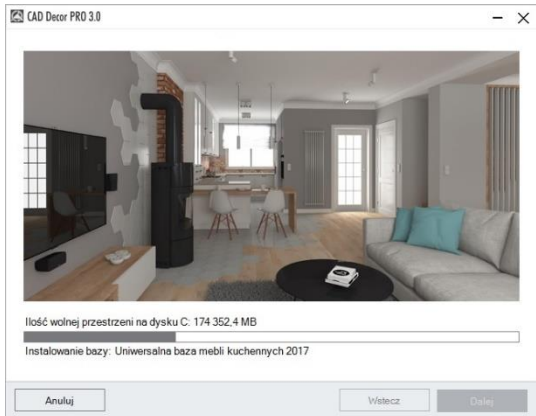 CAD Decor PRO 3.0
Ilość wolnej przestrzeni na dysku C: 174 352,4 MB
Instalowanie bazy: Uniwersalna baza mebli kuchennych 2017
Anuluj
Wstecz
Dalej